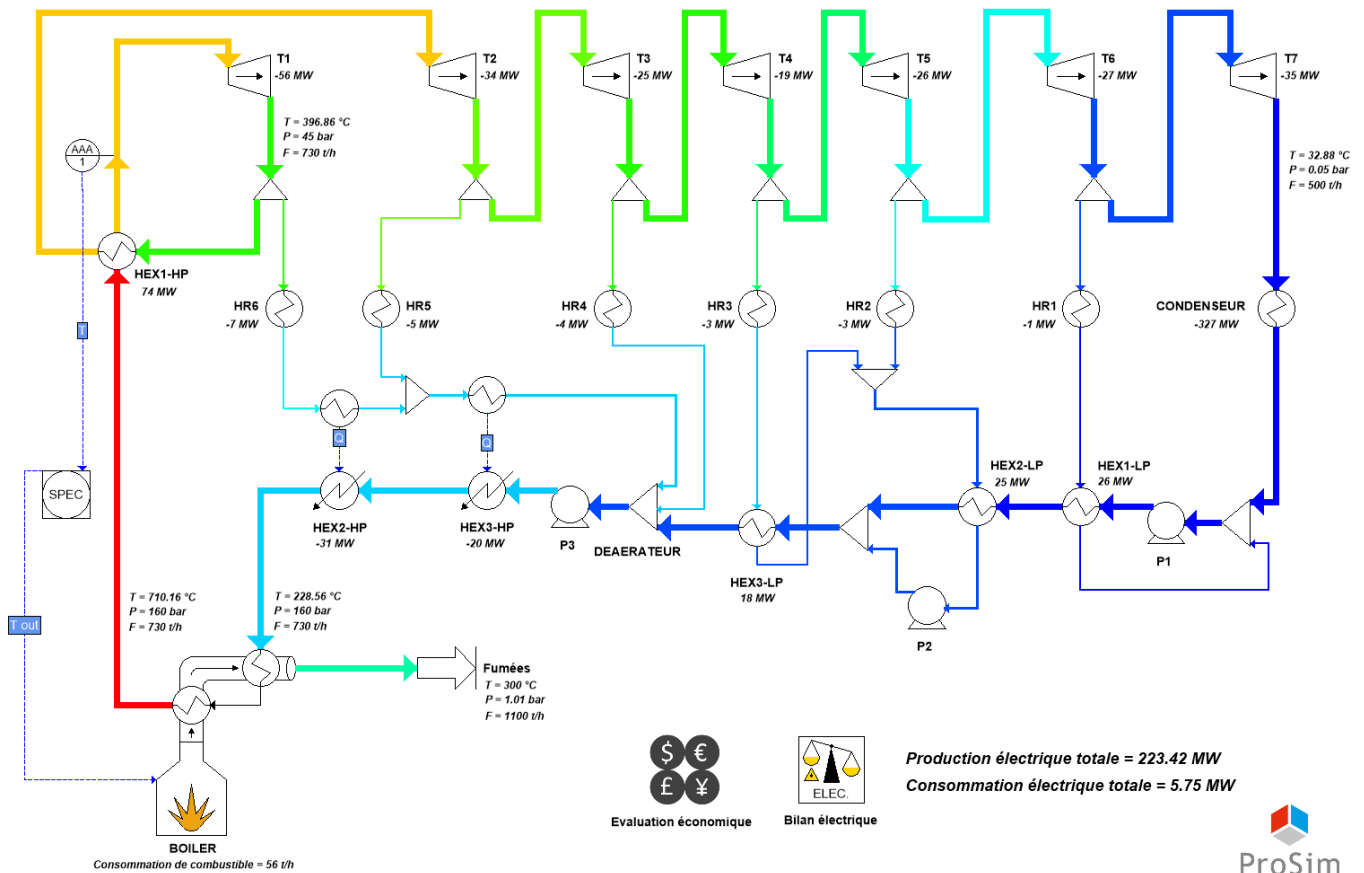 T1
-56 MW
T2
-34 MW
T3
-25 MW
T4
-19 MW
T5
-26 MW
T6
-27 MW
T7
-35 MW
T = 396.86 °C
P = 45 bar
F = 730 t/h
AAA
1
T = 32.88 °C
P = 0.05 bar
F = 500 t/h
HEX1-HP
74 MW
HR6
-7 MW
HR5
-5 MW
HR4
-4 MW
HR3
-3 MW
HR2
-3 MW
HR1
-1 MW
CONDENSEUR
-327 MW
T
Q
Q
SPEC
HEX2-HP
-31 MW
HEX3-HP
-20 MW
P3
DEAERATEUR
HEX3-LP
18 MW
HEX2-LP
25 MW
HEX1-LP
26 MW
P1
P2
T = 710.16 °C
P = 160 bar
F = 730 t/h
T = 228.56 °C
P = 160 bar
F = 730 t/h
T out
Fumées
T = 300 °C
P = 1.01 bar
F = 1100 t/h
BOILER
Consommation de combustible = 56 t/h
$ €
£ ¥
Evaluation économique
ELEC.
Bilan électrique
Production électrique totale = 223.42 MW
Consommation électrique totale = 5.75 MW
ProSim